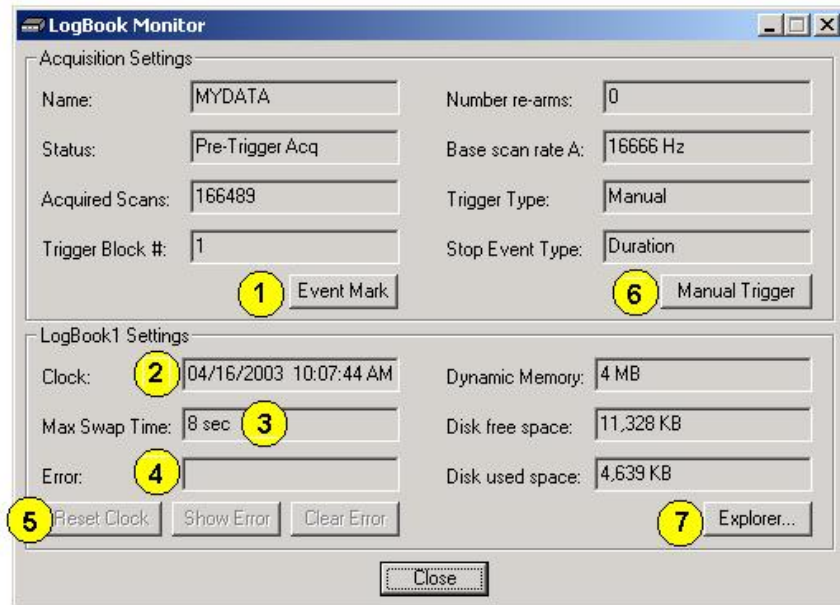 LogBook Monitor
Acquisition Settings
Name: MYDATA
Number re-arms: 0
Status: Pre-Trigger Acq
Base scan rate A: 16666 Hz
Acquired Scans: 166489
Trigger Type: Manual
Trigger Block #: 1
Stop Event Type: Duration
1 Event Mark
6 Manual Trigger
LogBook1 Settings
Clock: 2 04/16/2003 10:07:44 AM
Dynamic Memory: 4 MB
Max Swap Time: 8 sec 3
Disk free space: 11,328 KB
Error: 4
Disk used space: 4,639 KB
5 Reset Clock Show Error Clear Error
7 Explorer...
Close